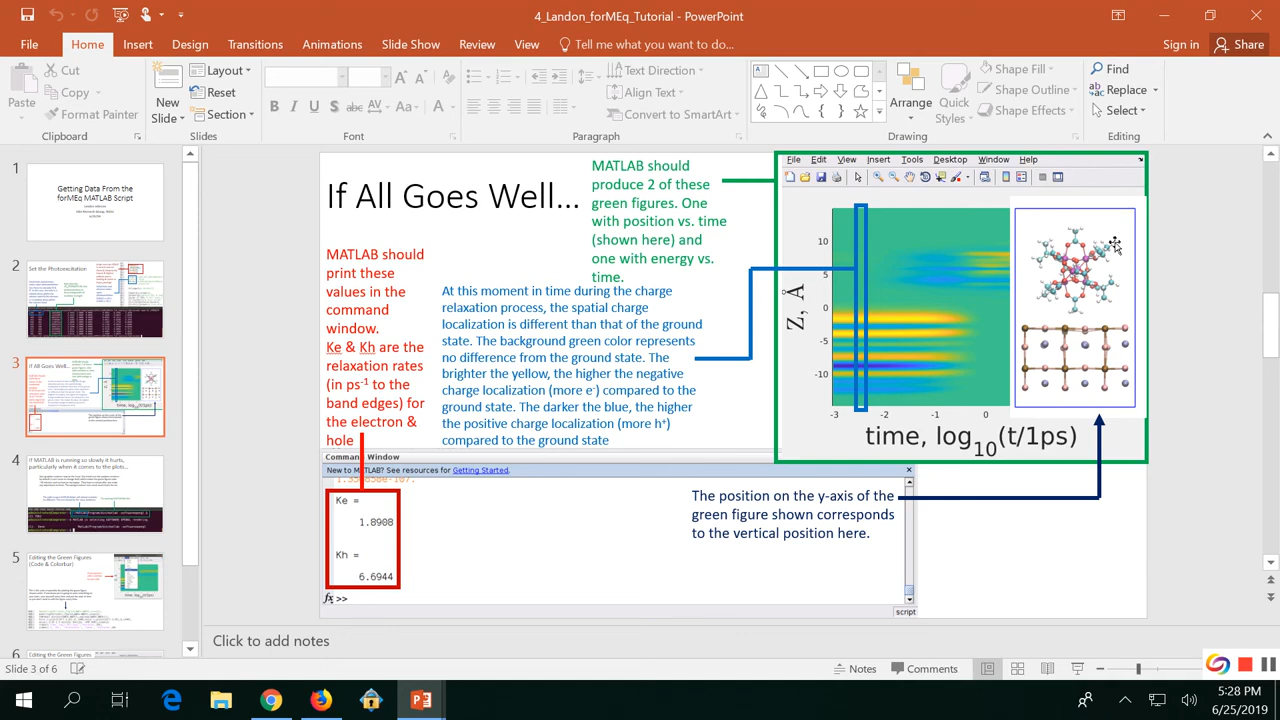 4_Landon_forMEq_Tutorial - PowerPoint
File Home Insert Design Transitions Animations Slide Show Review View Tell me what you want to do... Sign in Share
Paste
Cut
Copy
Format Painter
Clipboard
New
Slide
Layout
Reset
Section
Slides
B I U S abc AV Aa A
Font
Text Direction
Align Text
Convert to SmartArt
Paragraph
Arrange
Quick
Styles
Shape Fill
Shape Outline
Shape Effects
Drawing
Find
Replace
Select
Editing
1
Getting Data From the
forMEq MATLAB Script
2
Set the Photoexcitation
3
If All Goes Well...
4
If MATLAB is running so slowly it hurts,
particularly when it comes to the plots...
5
Editing the Green Figures
(Code & Colorbar)
6
Editing the Green Figures
If All Goes Well...
MATLAB should
produce 2 of these
green figures. One
with position vs. time
(shown here) and
one with energy vs.
time.
MATLAB should
print these
values in the
command
window.
Ke & Kh are the
relaxation rates
(in ps-1 to the
band edges) for
the electron &
hole
At this moment in time during the charge
relaxation process, the spatial charge
localization is different than that of the ground
state. The background green color represents
no difference from the ground state. The
brighter the yellow, the higher the negative
charge localization (more e-) compared to the
ground state. The darker the blue, the higher
the positive charge localization (more h+)
compared to the ground state
File Edit View Insert Tools Desktop Window Help
10
5
0
-5
-10
Z, Å
-3 -2 -1 0
time, log10(t/1ps)
Command Window
New to MATLAB? See resources for Getting Started.
Ke =
1.8908
Kh =
6.6944
fx >>
script
The position on the y-axis of the
green figure shown corresponds
to the vertical position here.
Click to add notes
Slide 3 of 6 Notes Comments
5:28 PM
6/25/2019